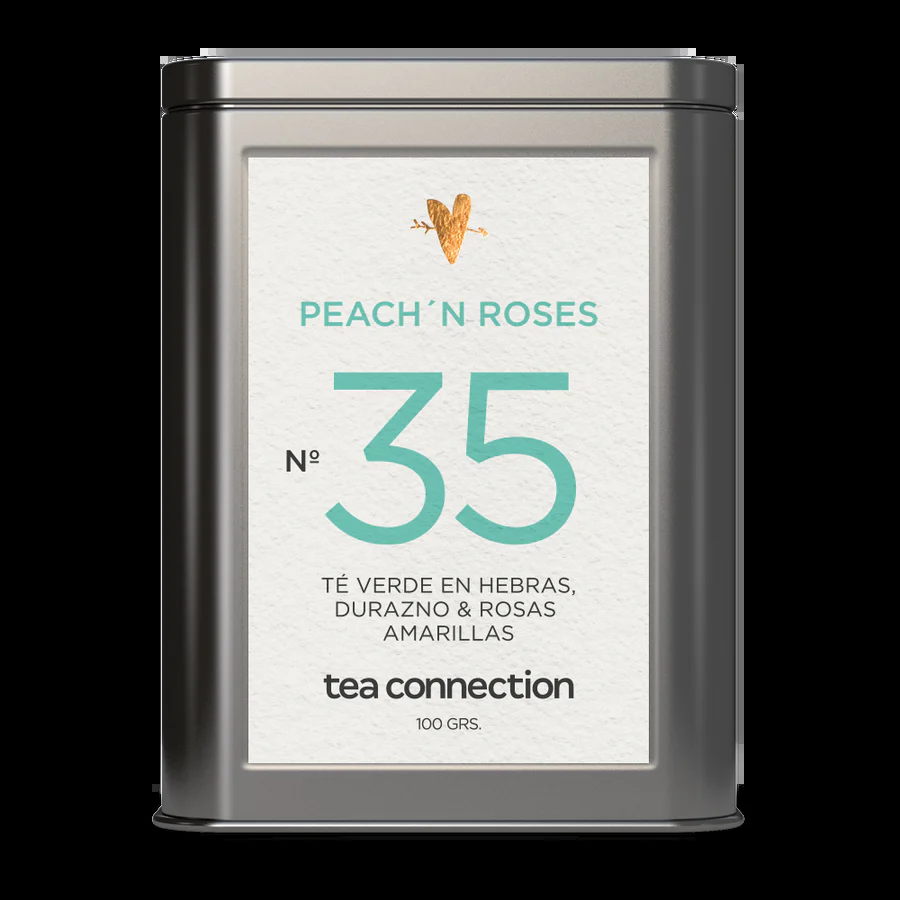 PEACH´N ROSES
Nº 35
TÉ VERDE EN HEBRAS,
DURAZNO & ROSAS
AMARILLAS
tea connection
100 GRS.